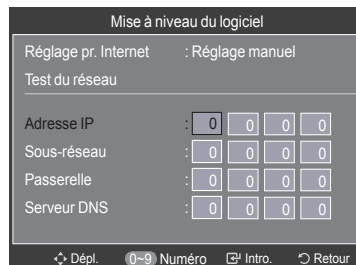 Mise à niveau du logiciel
Réglage pr. Internet : Réglage manuel
Test du réseau
Adresse IP : 0 0 0 0
Sous-réseau : 0 0 0 0
Passerelle : 0 0 0 0
Serveur DNS : 0 0 0 0
Dépl. 0~9 Numéro Intro. Retour